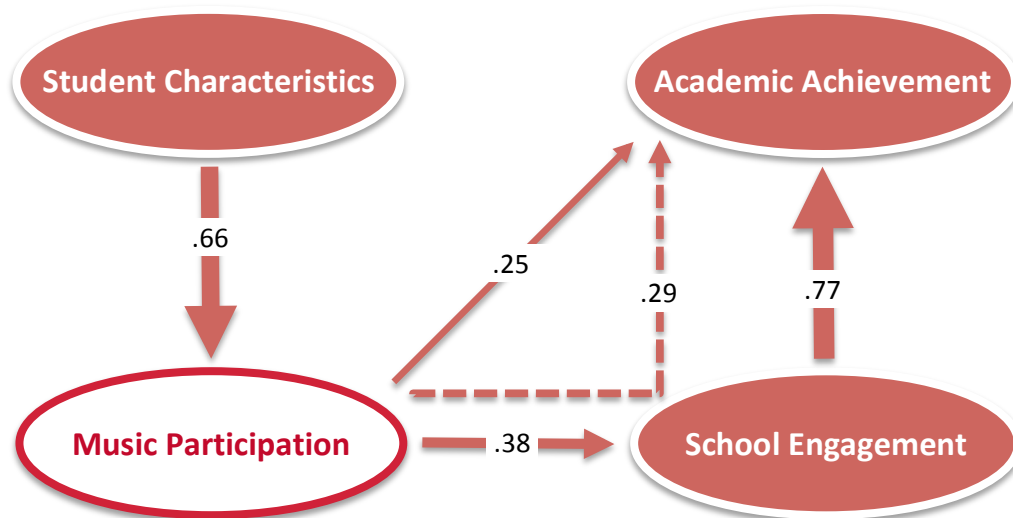 Student Characteristics
Academic Achievement
.66
.25
.29
.77
Music Participation
.38
School Engagement